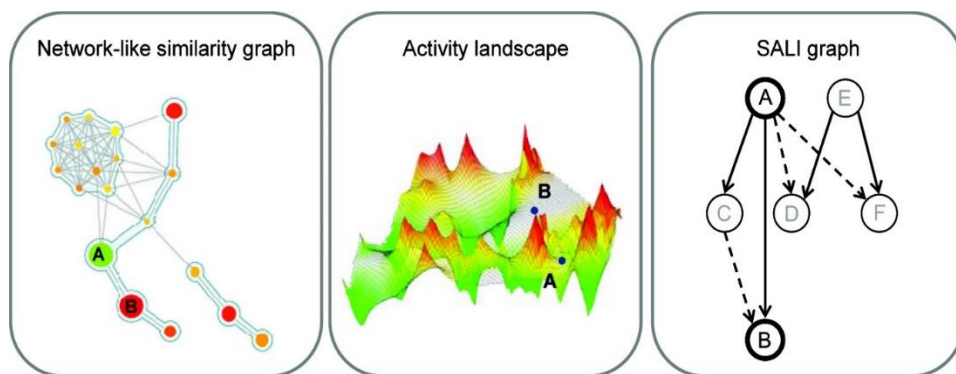 Network-like similarity graph
A
B
Activity landscape
B
A
SALI graph
A
E
C
D
F
B